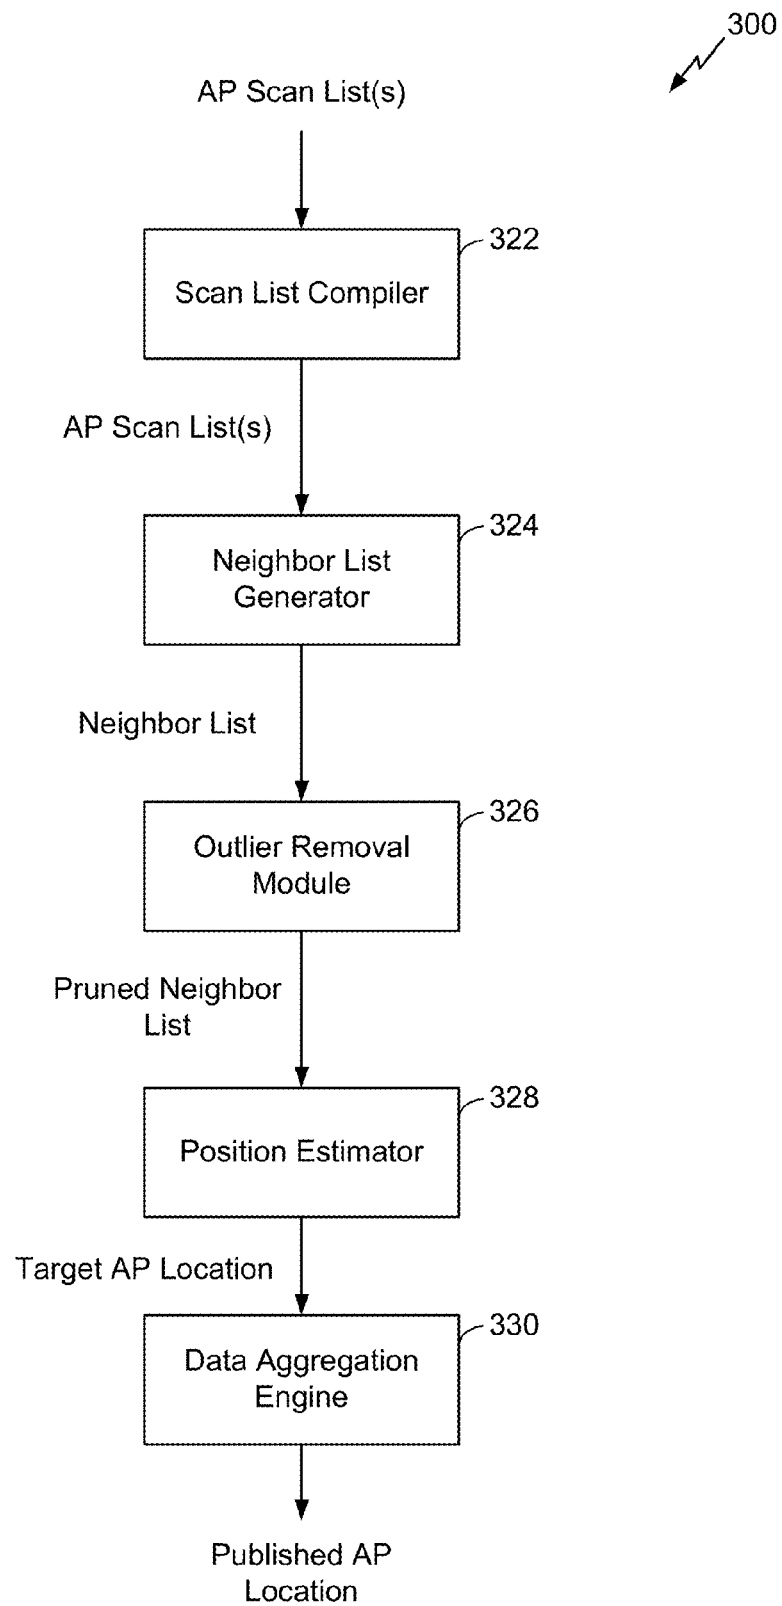 300
AP Scan List(s)
322
Scan List Compiler
AP Scan List(s)
324
Neighbor List
Generator
Neighbor List
326
Outlier Removal
Module
Pruned Neighbor
List
328
Position Estimator
Target AP Location
330
Data Aggregation
Engine
Published AP
Location